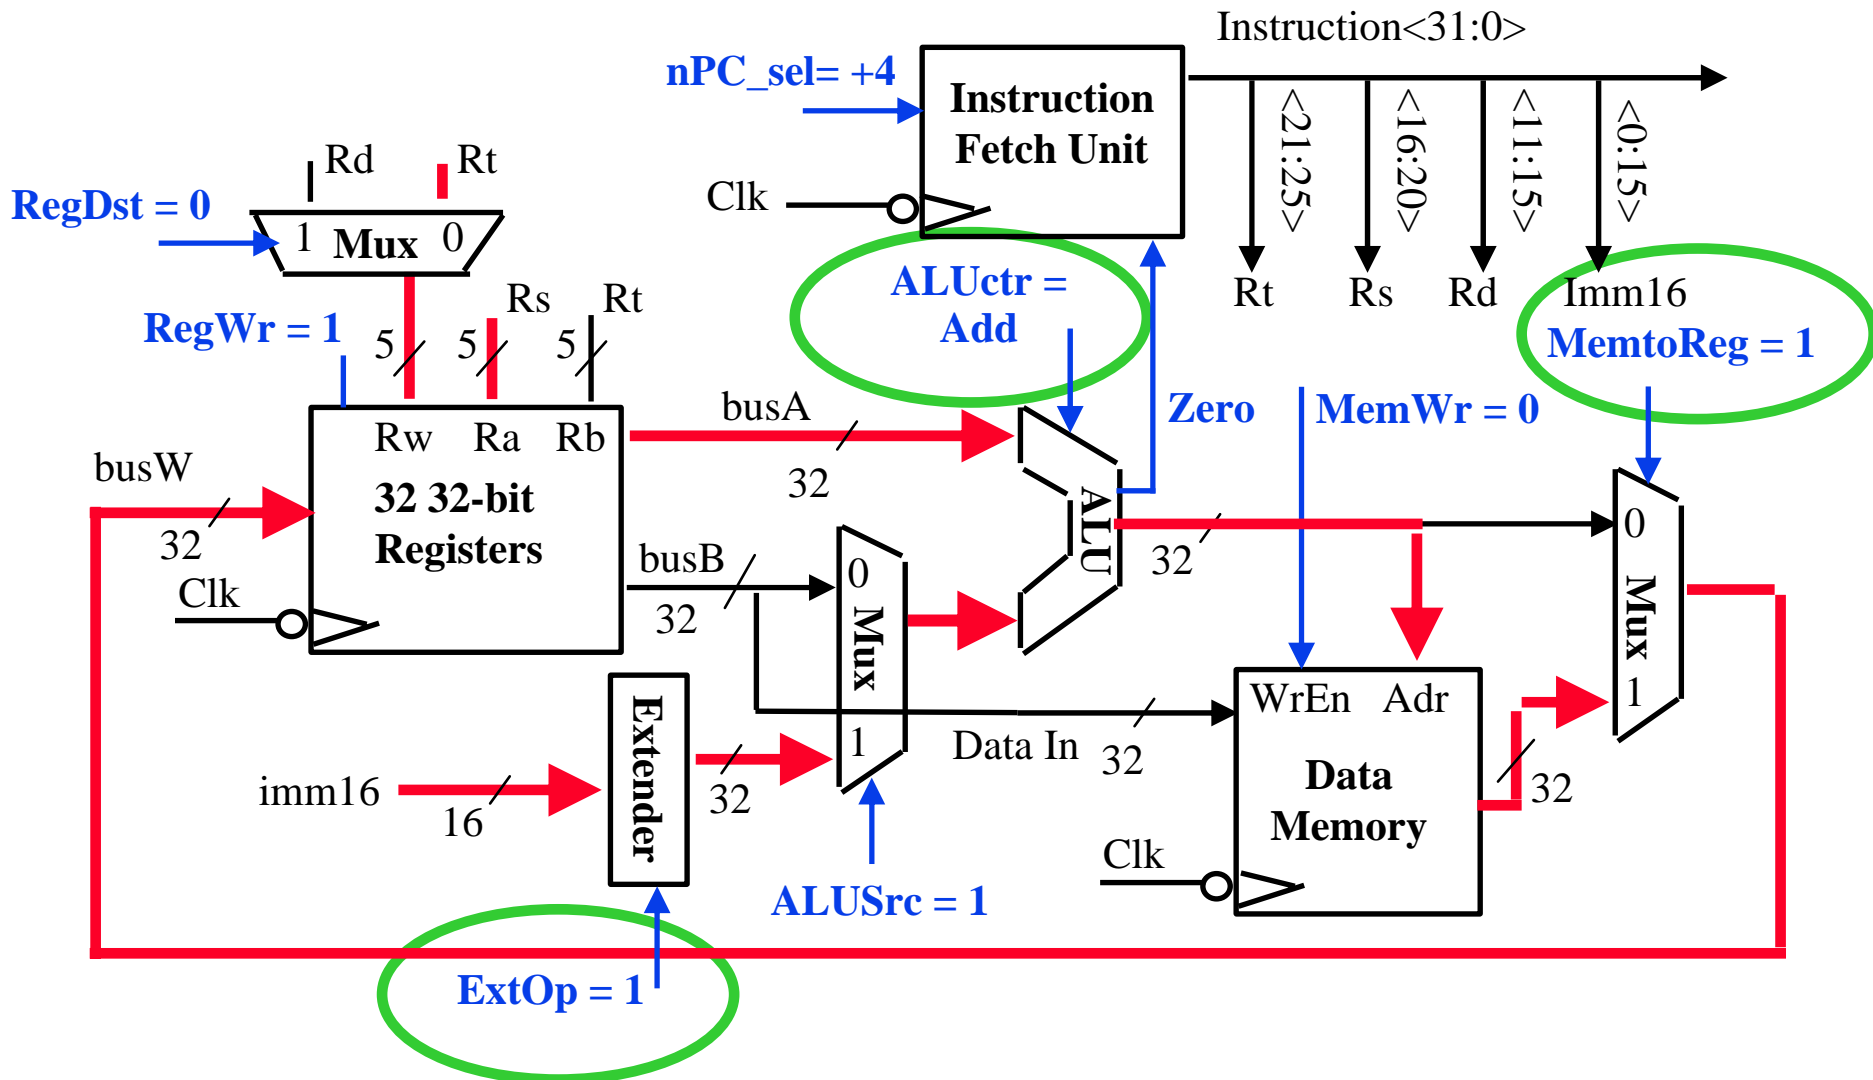 Instruction<31:0>
nPC_sel= +4
Instruction
Fetch Unit
<21:25>
<16:20>
<11:15>
<0:15>
Clk
Rd
Rt
RegDst = 0
1
Mux
0
ALUctr =
Add
Rt
Rs
Rd
Imm16
MemtoReg = 1
Rs
Rt
RegWr = 1
5
5
5
busA
Zero
MemWr = 0
Rw
Ra
Rb
busW
32
32 32-bit
Registers
32
ALU
32
0
Mux
1
busB
32
0
Mux
1
Clk
WrEn
Adr
Data In
32
Data
Memory
32
Extender
imm16
16
32
Clk
ALUSrc = 1
ExtOp = 1